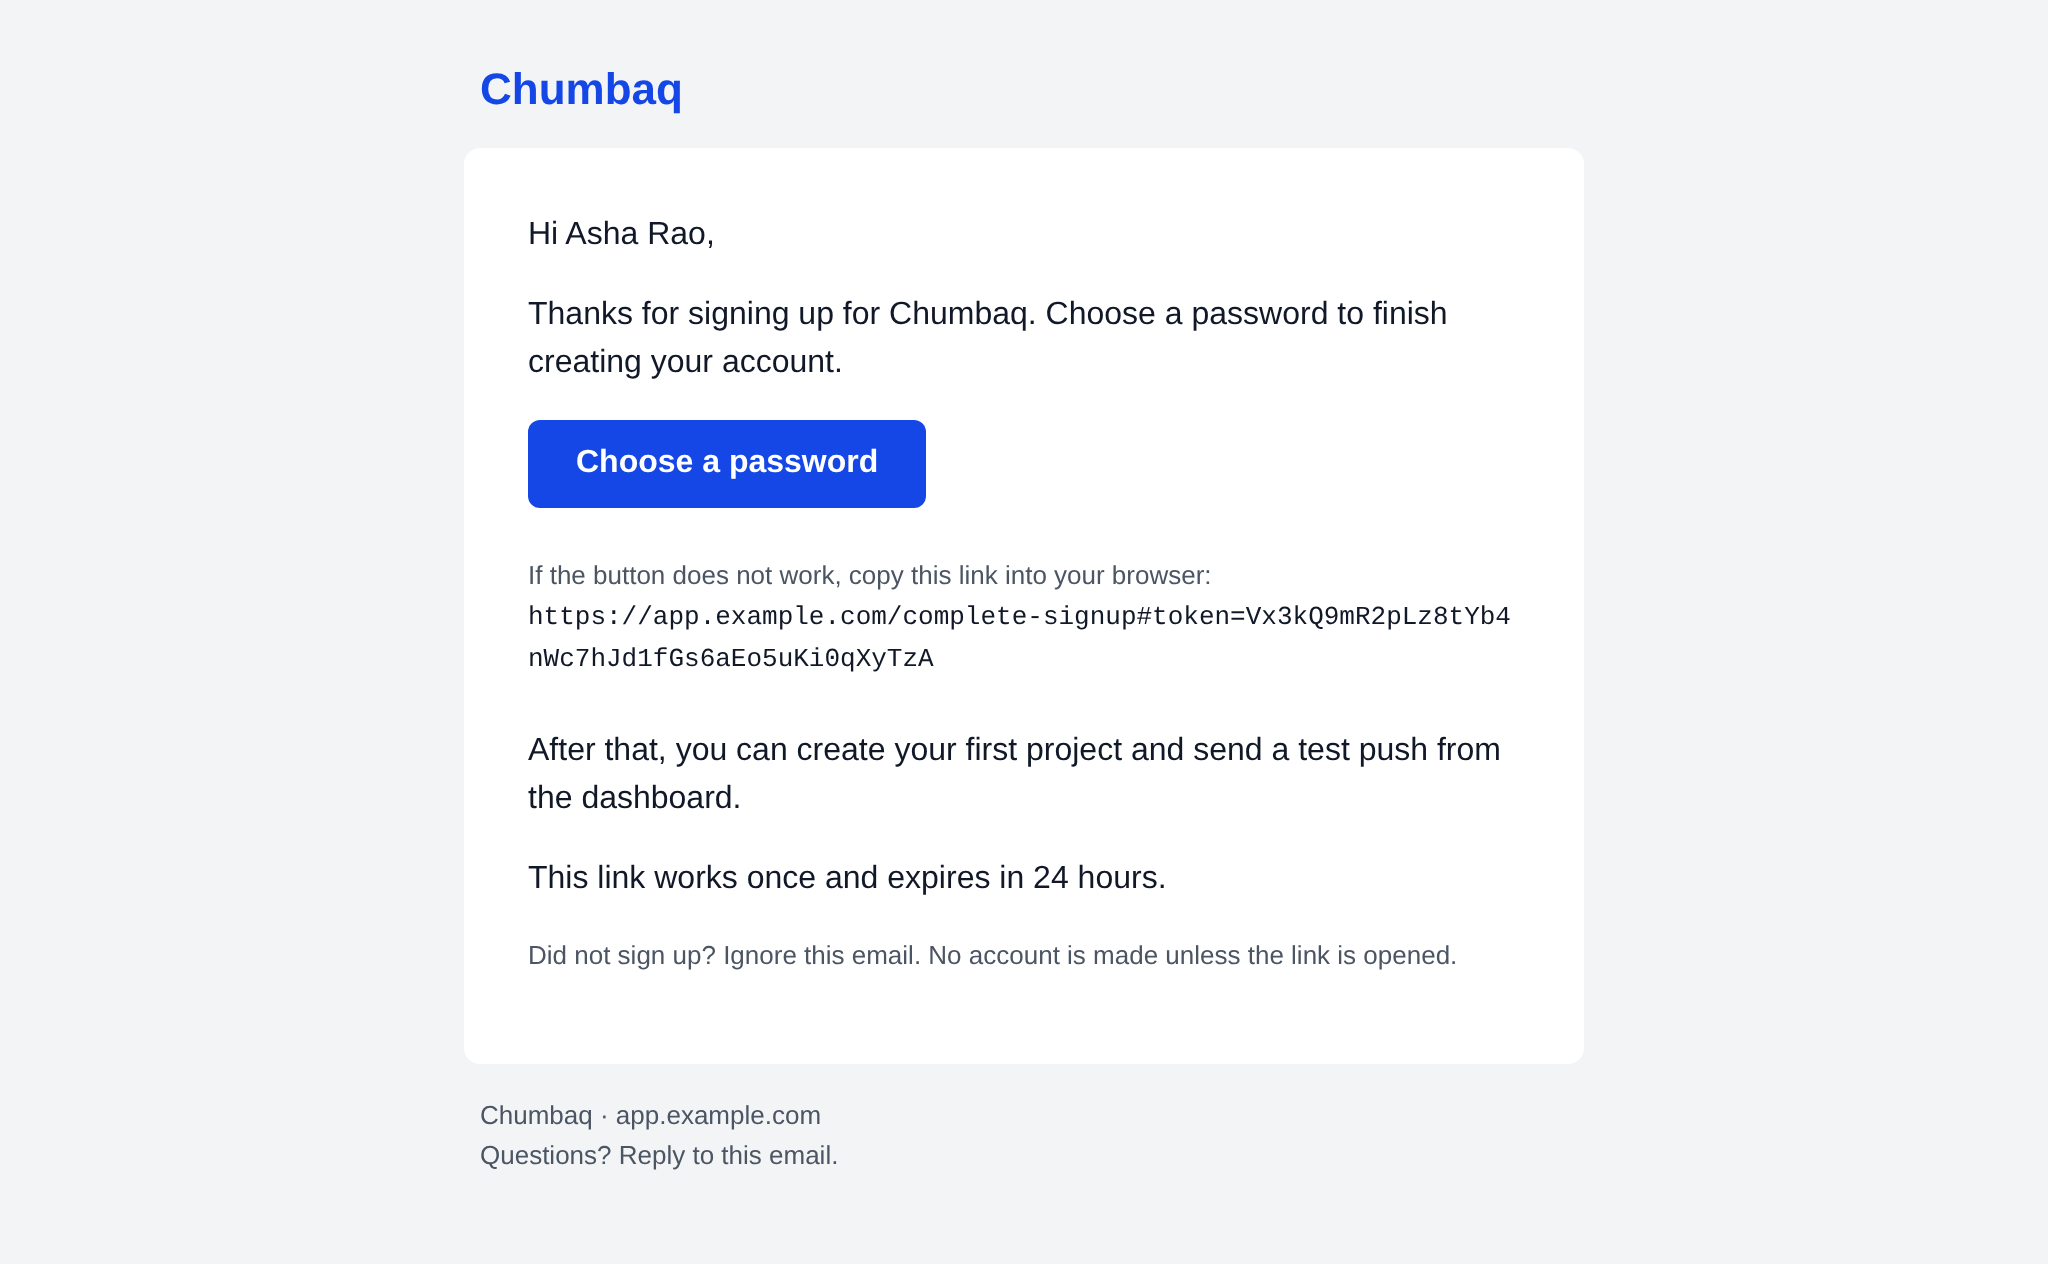 Chumbaq
Hi Asha Rao,
Thanks for signing up for Chumbaq. Choose a password to finish
creating your account.
Choose a password
If the button does not work, copy this link into your browser:
https://app.example.com/complete-signup#token=Vx3kQ9mR2pLz8tYb4
nWc7hJd1fGs6aEo5uKi0qXyTzA
After that, you can create your first project and send a test push from
the dashboard.
This link works once and expires in 24 hours.
Did not sign up? Ignore this email. No account is made unless the link is opened.
Chumbaq · app.example.com
Questions? Reply to this email.